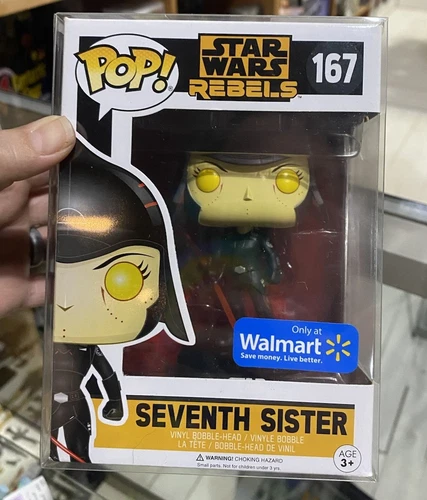 POP!
STAR WARS
REBELS
167
Only at
Walmart
Save money. Live better.
SEVENTH SISTER
VINYL BOBBLE-HEAD / VINYLE BOBBLE
LA TÊTE / BOBBLE-HEAD DE VINIL
WARNING! CHOKING HAZARD
Small parts. Not for children under 3 yrs.
AGE
3+